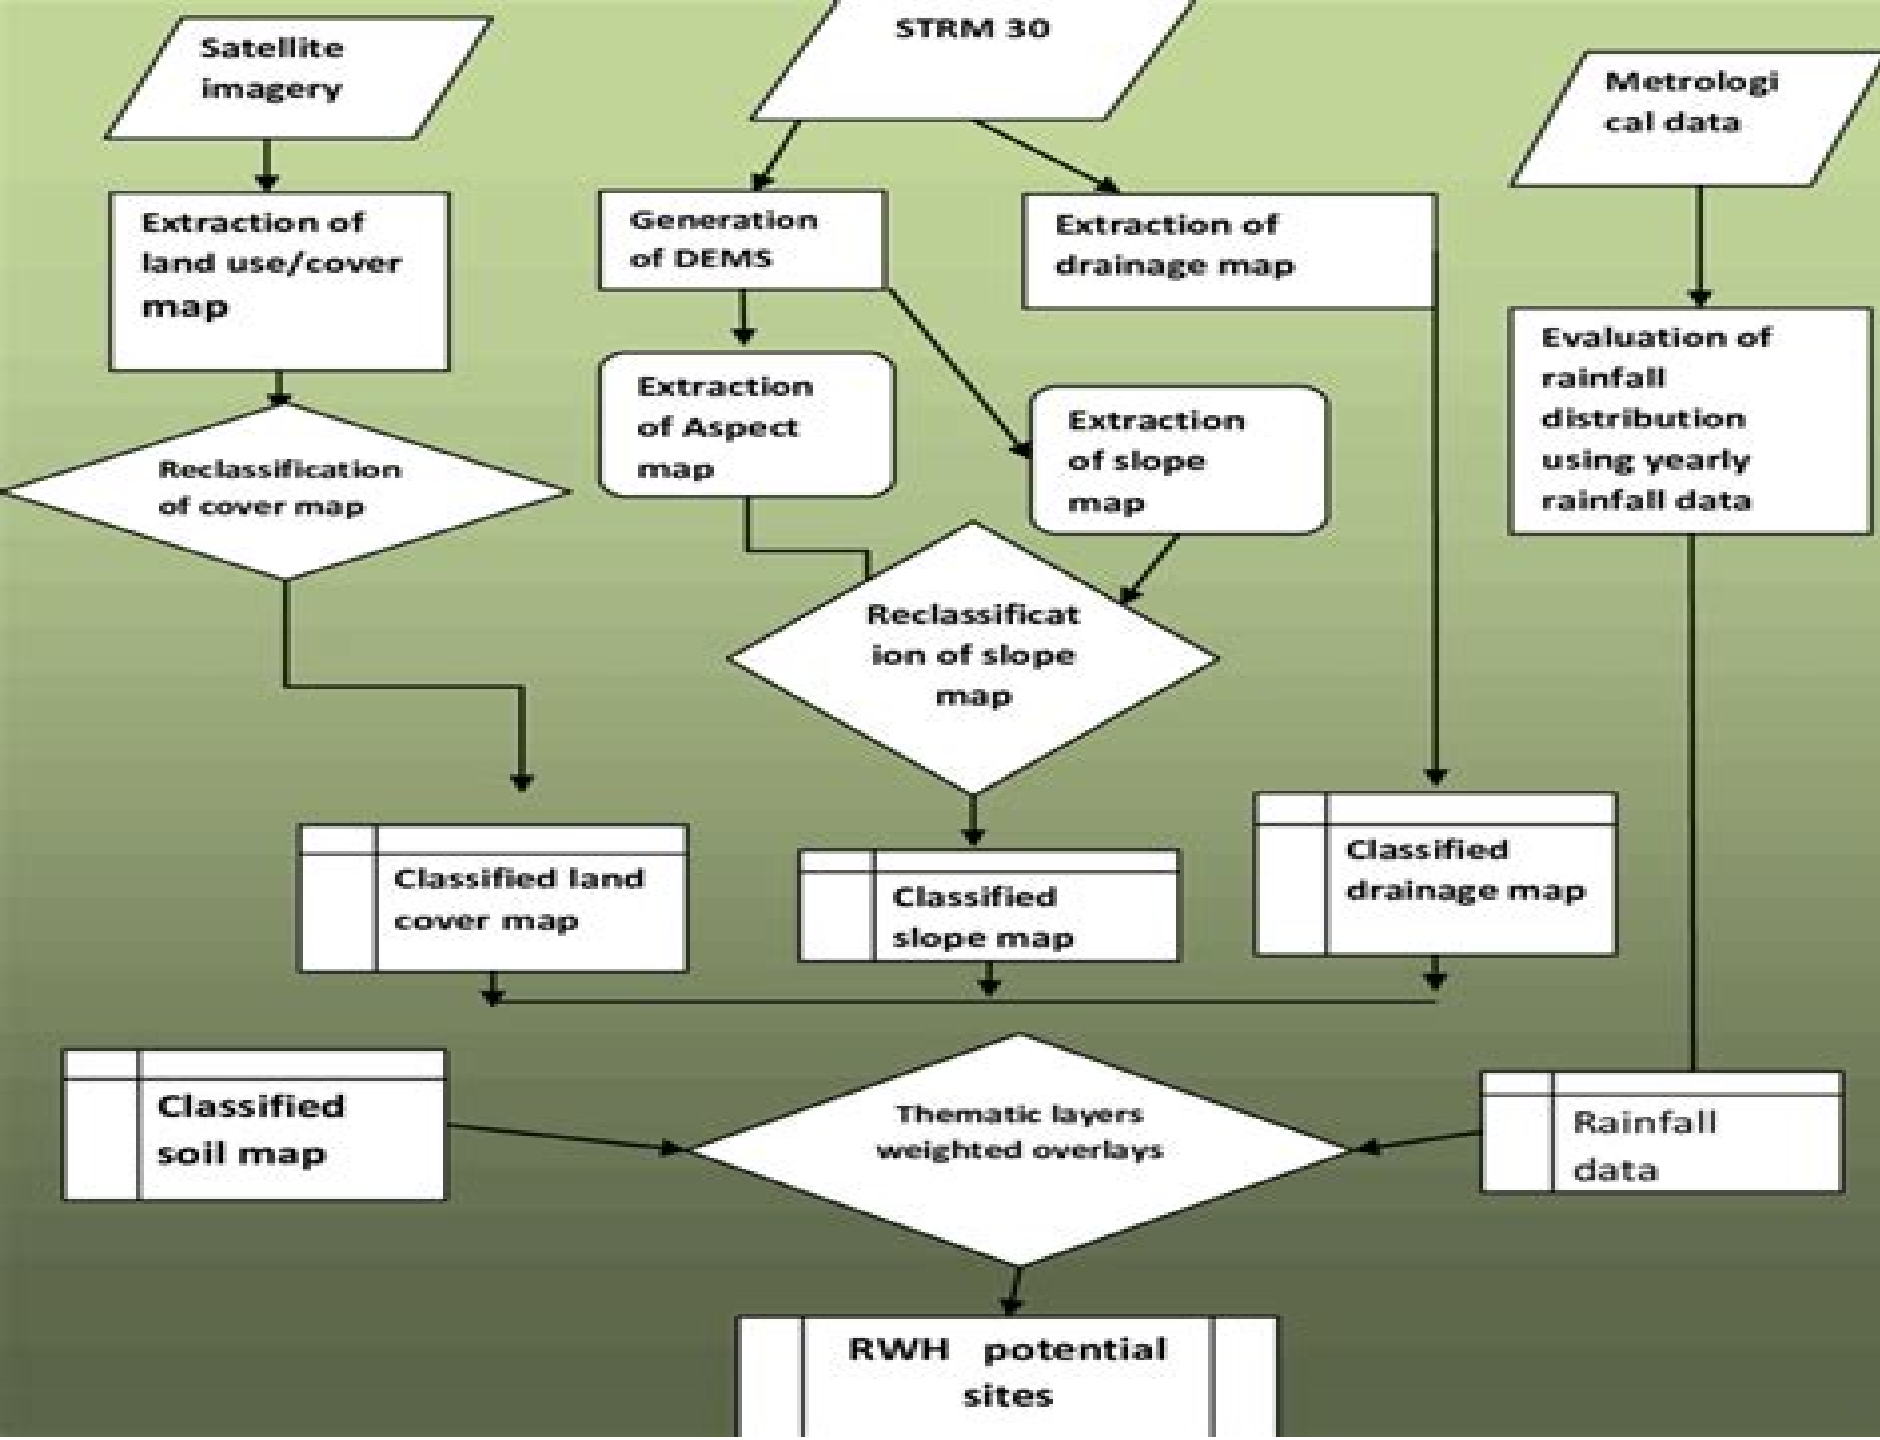 Satellite
imagery
STRM 30
Metrologi
cal data
Extraction of
land use/cover
map
Generation
of DEMS
Extraction of
drainage map
Evaluation of
rainfall
distribution
using yearly
rainfall data
Extraction
of Aspect
map
Extraction
of slope
map
Reclassification
of cover map
Reclassificat
ion of slope
map
Classified land
cover map
Classified
slope map
Classified
drainage map
Classified
soil map
Thematic layers
weighted overlays
Rainfall
data
RWH potential
sites